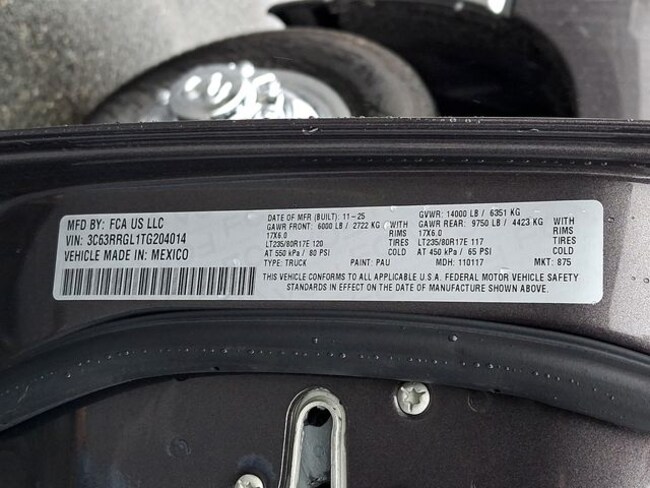 MFD BY: FCA US LLC
VIN: 3C63RRGL1TG204014
VEHICLE MADE IN: MEXICO
DATE OF MFR (BUILT): 11-25
GAWR FRONT: 6000 LB / 2722 KG WITH
17X6.0 RIMS
LT235/80R17E 120 TIRES
AT 550 kPa / 80 PSI COLD
TYPE: TRUCK PAINT: PAU
GVWR: 14000 LB / 6351 KG
GAWR REAR: 9750 LB / 4423 KG WITH
17X6.0 RIMS
LT235/80R17E 117 TIRES
AT 450 kPa / 65 PSI COLD
MDH: 110117 MKT: 875
THIS VEHICLE CONFORMS TO ALL APPLICABLE U.S.A. FEDERAL MOTOR VEHICLE SAFETY
STANDARDS IN EFFECT ON THE DATE OF MANUFACTURE SHOWN ABOVE.